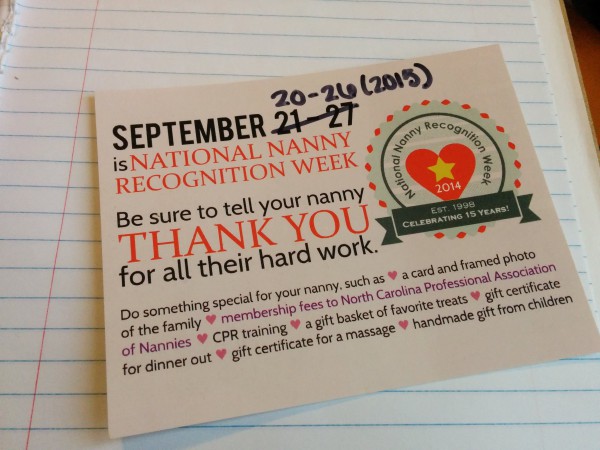 20-26 (2015)
SEPTEMBER 21-27
is NATIONAL NANNY
RECOGNITION WEEK
Be sure to tell your nanny
THANK YOU
for all their hard work.
National Nanny Recognition Week
2014
EST. 1998
CELEBRATING 15 YEARS!
Do something special for your nanny, such as ♥ a card and framed photo
of the family ♥ membership fees to North Carolina Professional Association
of Nannies ♥ CPR training ♥ a gift basket of favorite treats ♥ gift certificate
for dinner out ♥ gift certificate for a massage ♥ handmade gift from children